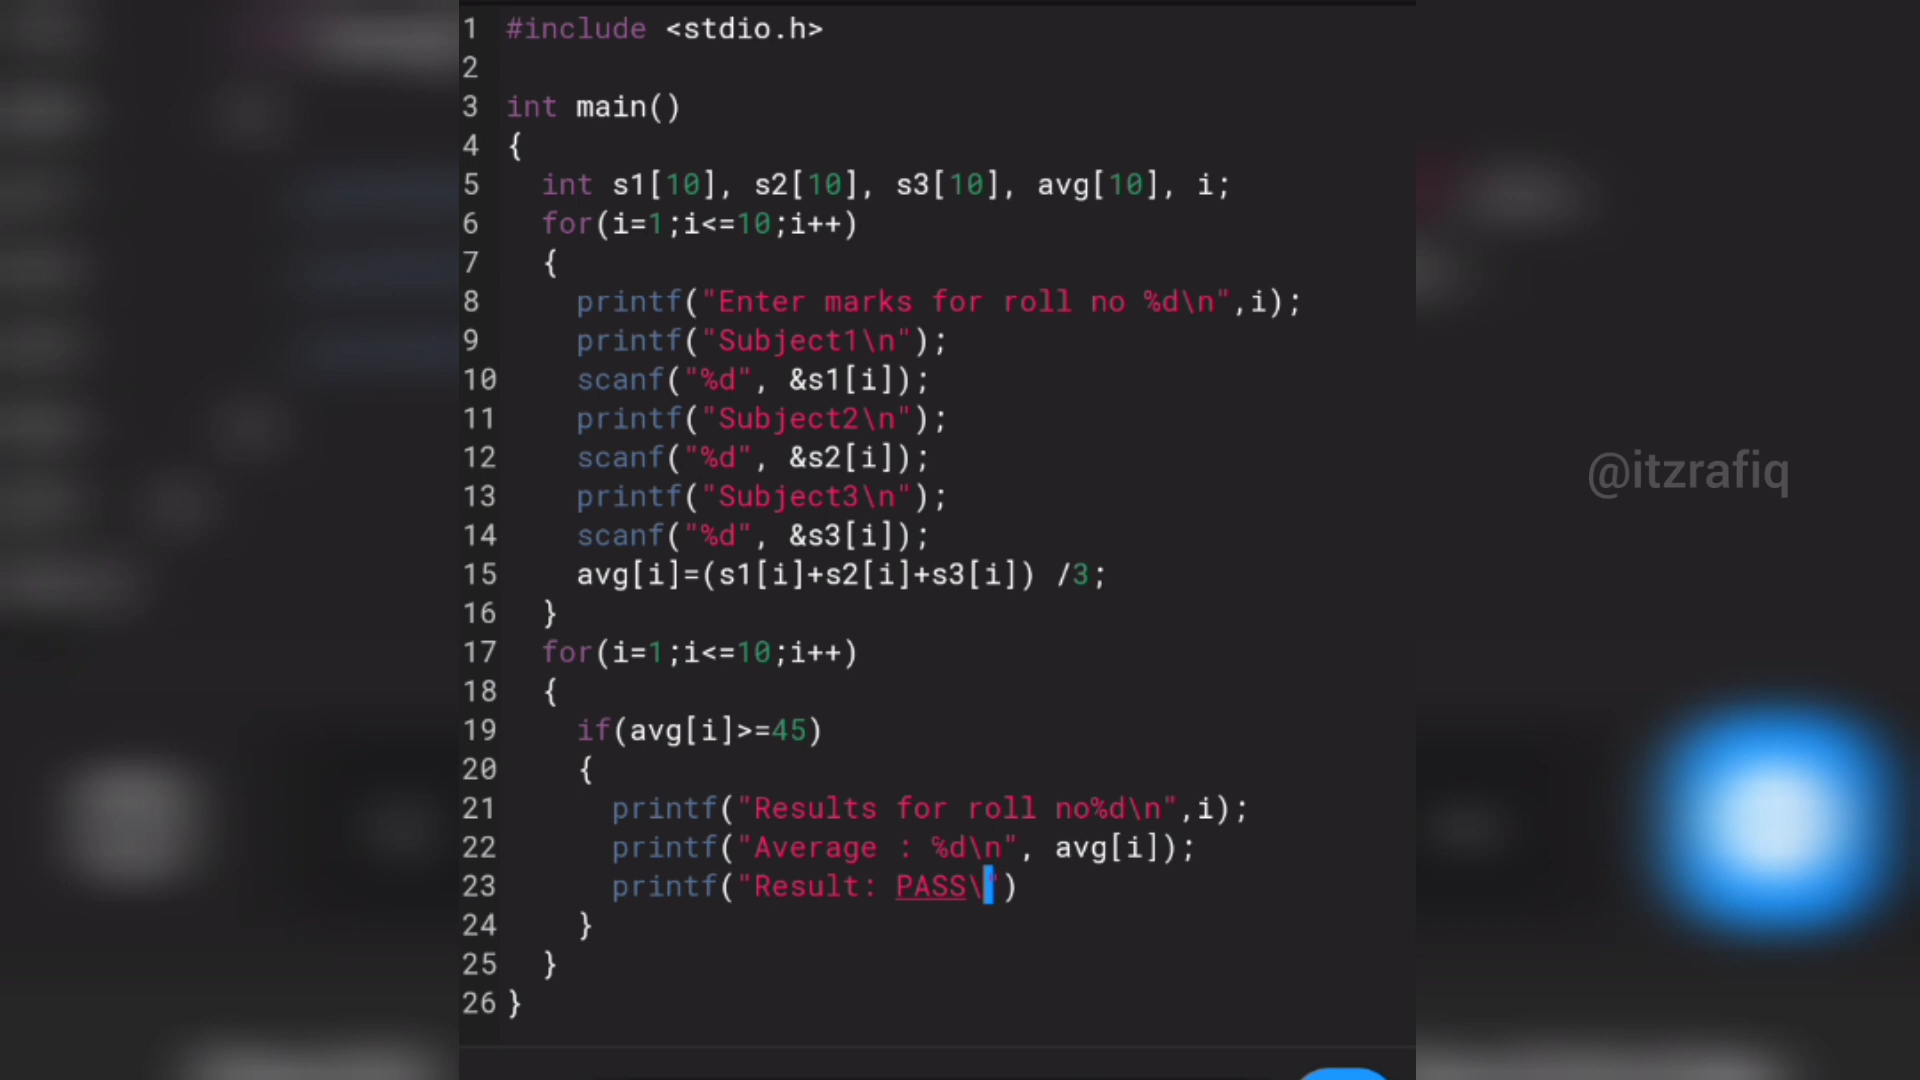 1 #include <stdio.h>
2
3 int main()
4 {
5   int s1[10], s2[10], s3[10], avg[10], i;
6   for(i=1;i<=10;i++)
7   {
8     printf("Enter marks for roll no %d\n",i);
9     printf("Subject1\n");
10     scanf("%d", &s1[i]);
11     printf("Subject2\n");
12     scanf("%d", &s2[i]);
13     printf("Subject3\n");
14     scanf("%d", &s3[i]);
15     avg[i]=(s1[i]+s2[i]+s3[i]) /3;
16   }
17   for(i=1;i<=10;i++)
18   {
19     if(avg[i]>=45)
20     {
21       printf("Results for roll no%d\n",i);
22       printf("Average : %d\n", avg[i]);
23       printf("Result: PASS\")
24     }
25   }
26 }
@itzrafiq